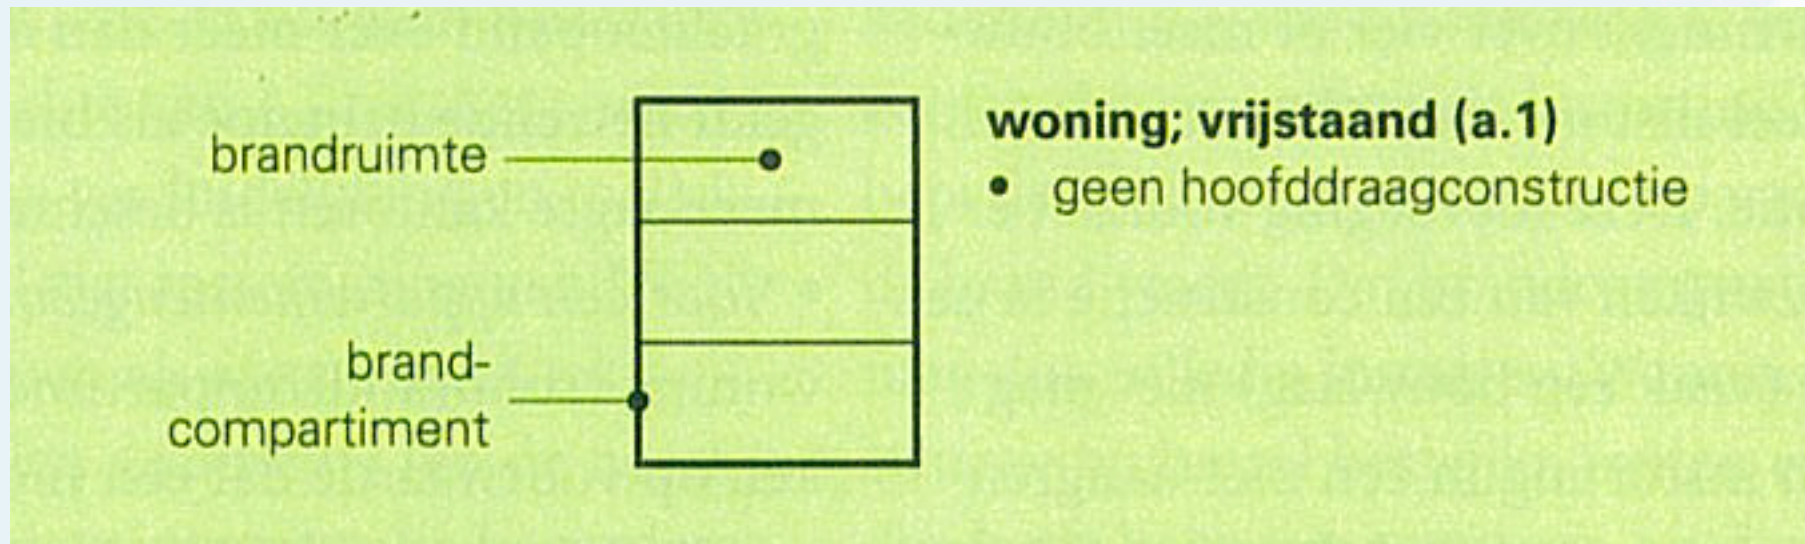 brandruimte
brand-
compartiment
woning; vrijstaand (a.1)
• geen hoofddraagconstructie